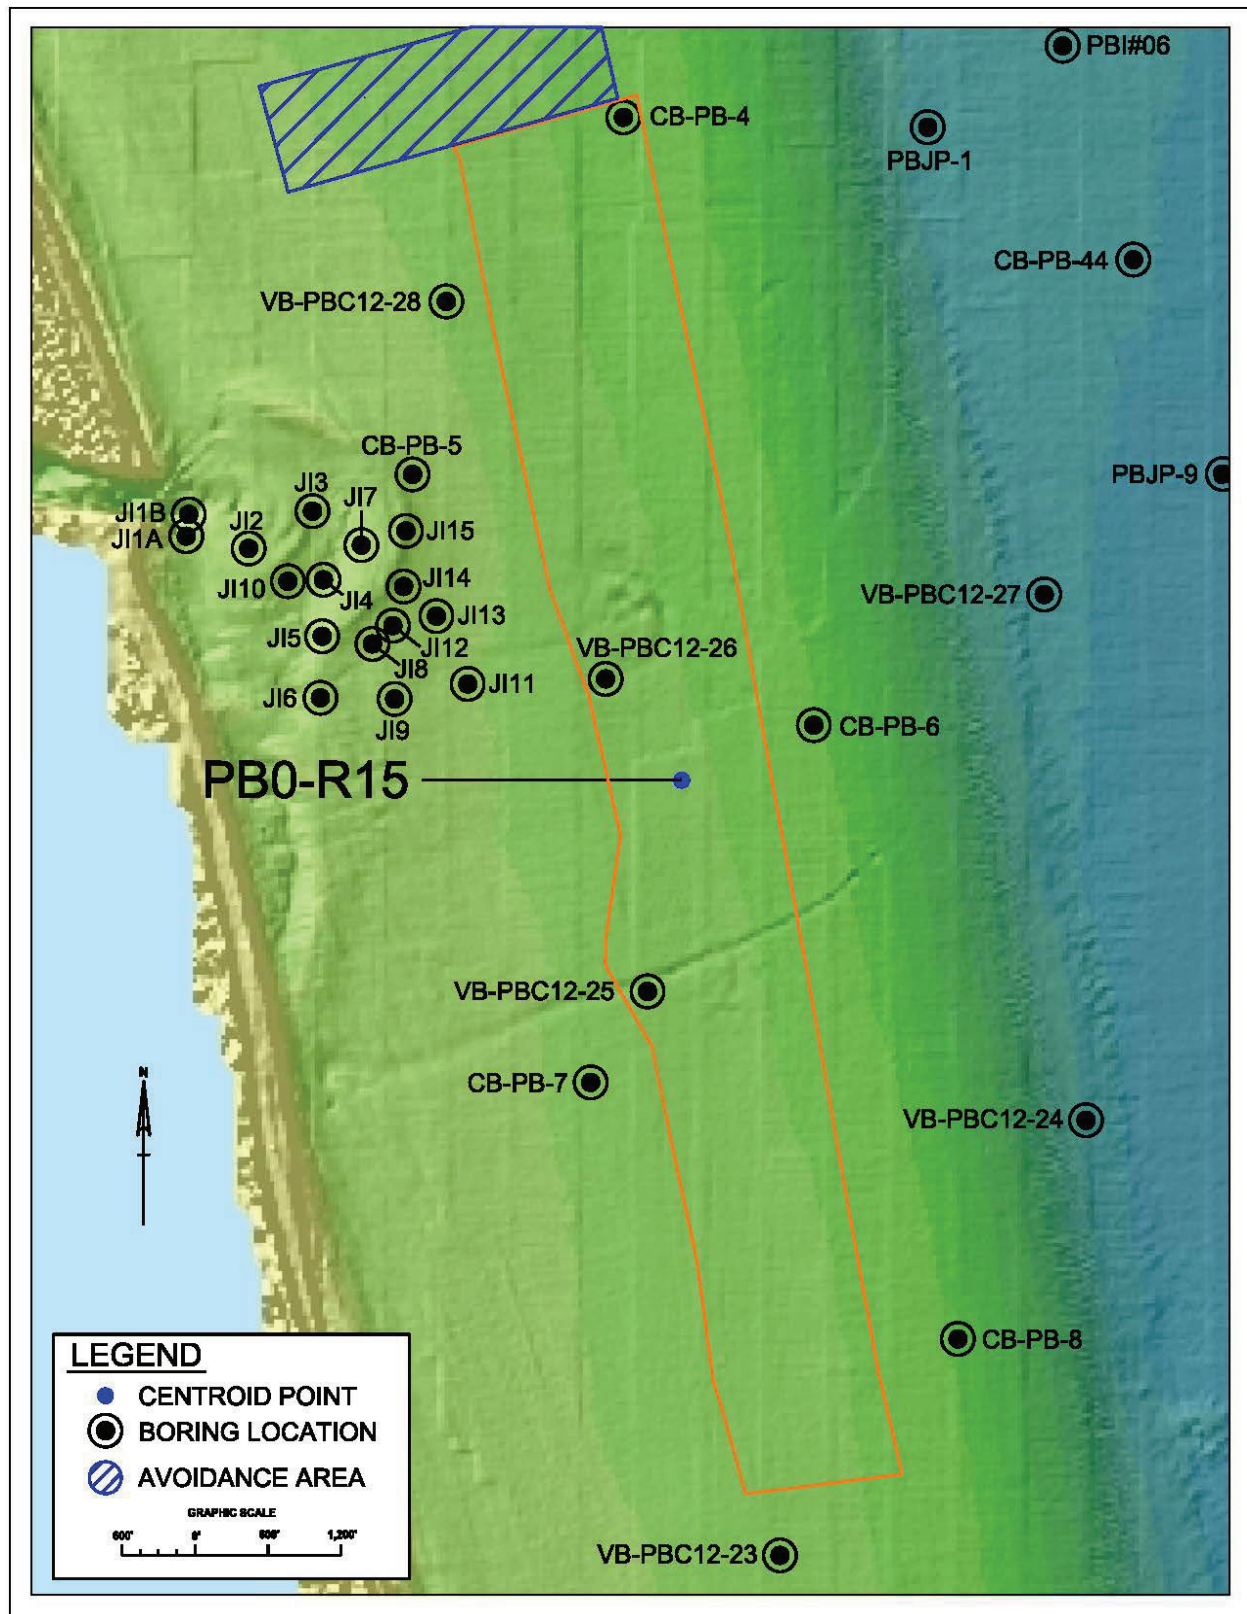 PBI#06
CB-PB-4
PBJP-1
CB-PB-44
VB-PBC12-28
CB-PB-5
PBJP-9
JI3
JI7
JI1B
JI2
JI15
JI1A
JI10
JI4
JI14
VB-PBC12-27
JI13
JI5
JI12
JI8
VB-PBC12-26
JI11
JI6
JI9
CB-PB-6
PB0-R15
VB-PBC12-25
CB-PB-7
N
VB-PBC12-24
CB-PB-8
LEGEND
CENTROID POINT
BORING LOCATION
AVOIDANCE AREA
GRAPHIC SCALE
600' 0' 600' 1,200'
VB-PBC12-23